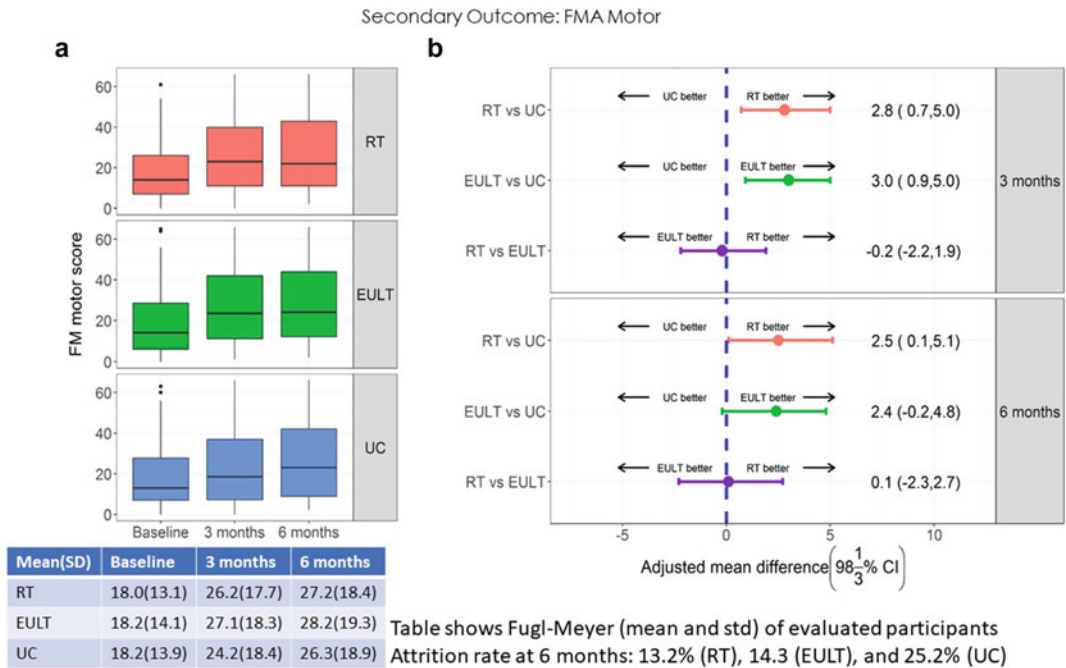 Secondary Outcome: FMA Motor
a
FM motor score
60
40
20
0
RT
60
40
20
0
EULT
60
40
20
0
UC
Baseline 3 months 6 months
Mean(SD) Baseline 3 months 6 months
RT 18.0(13.1) 26.2(17.7) 27.2(18.4)
EULT 18.2(14.1) 27.1(18.3) 28.2(19.3)
UC 18.2(13.9) 24.2(18.4) 26.3(18.9)
b
UC better RT better
RT vs UC 2.8 ( 0.7,5.0)
UC better EULT better
EULT vs UC 3.0 ( 0.9,5.0)
EULT better RT better
RT vs EULT -0.2 (-2.2,1.9)
3 months
UC better RT better
RT vs UC 2.5 ( 0.1,5.1)
UC better EULT better
EULT vs UC 2.4 (-0.2,4.8)
EULT better RT better
RT vs EULT 0.1 (-2.3,2.7)
6 months
-5 0 5 10
Adjusted mean difference(98 1/3% CI)
Table shows Fugl-Meyer (mean and std) of evaluated participants
Attrition rate at 6 months: 13.2% (RT), 14.3 (EULT), and 25.2% (UC)